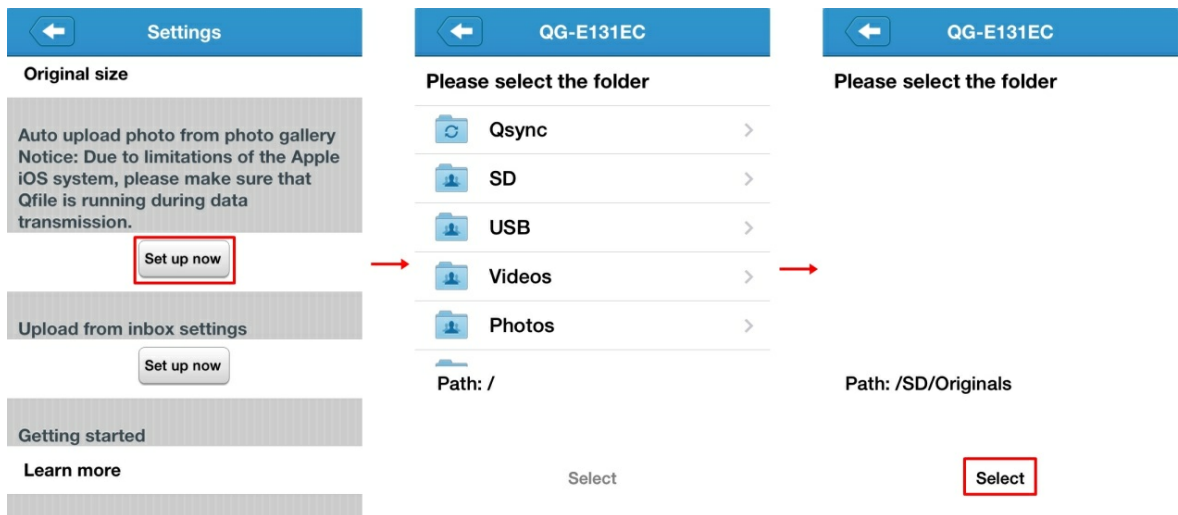 Settings
Original size
Auto upload photo from photo gallery
Notice: Due to limitations of the Apple
iOS system, please make sure that
Qfile is running during data
transmission.
Set up now
Upload from inbox settings
Set up now
Getting started
Learn more
QG-E131EC
Please select the folder
Qsync
SD
USB
Videos
Photos
Path: /
Select
QG-E131EC
Please select the folder
Path: /SD/Originals
Select